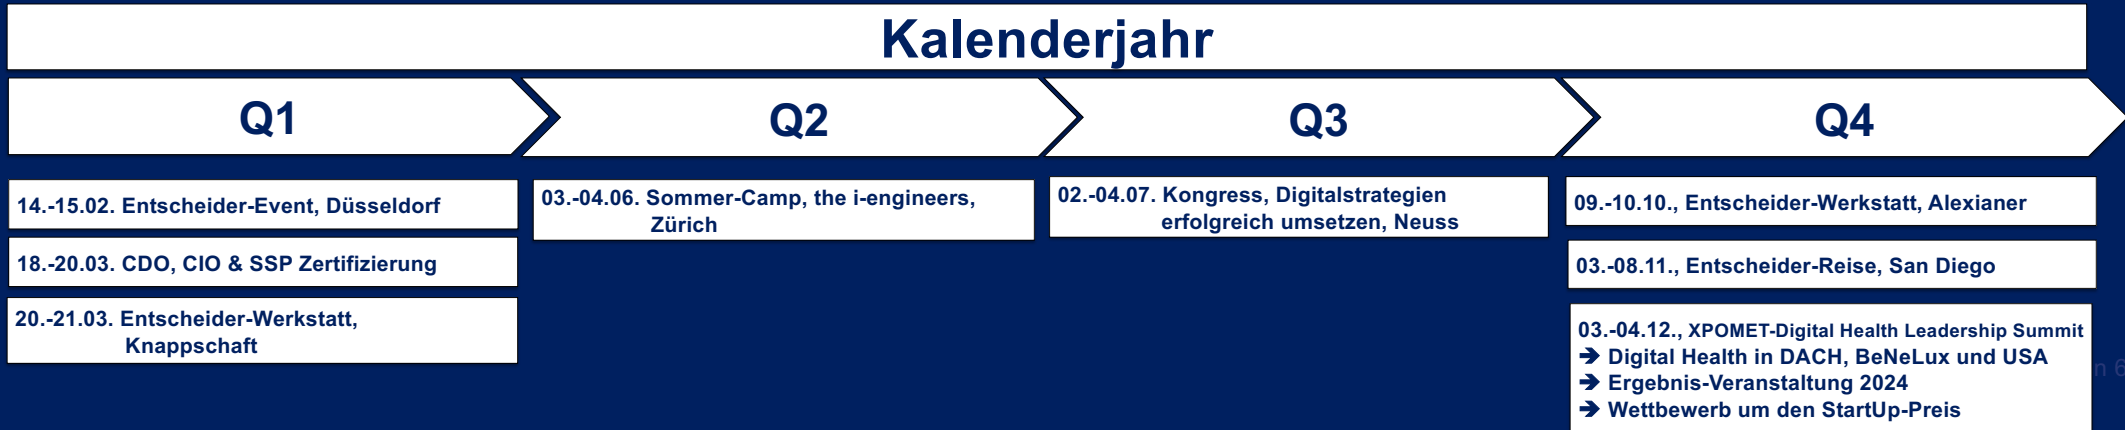 Kalenderjahr
Q1
Q2
Q3
Q4
14.-15.02. Entscheider-Event, Düsseldorf
18.-20.03. CDO, CIO & SSP Zertifizierung
20.-21.03. Entscheider-Werkstatt,
Knappschaft
03.-04.06. Sommer-Camp, the i-engineers,
Zürich
02.-04.07. Kongress, Digitalstrategien
erfolgreich umsetzen, Neuss
09.-10.10., Entscheider-Werkstatt, Alexianer
03.-08.11., Entscheider-Reise, San Diego
03.-04.12., XPOMET-Digital Health Leadership Summit
➔ Digital Health in DACH, BeNeLux und USA
➔ Ergebnis-Veranstaltung 2024
➔ Wettbewerb um den StartUp-Preis